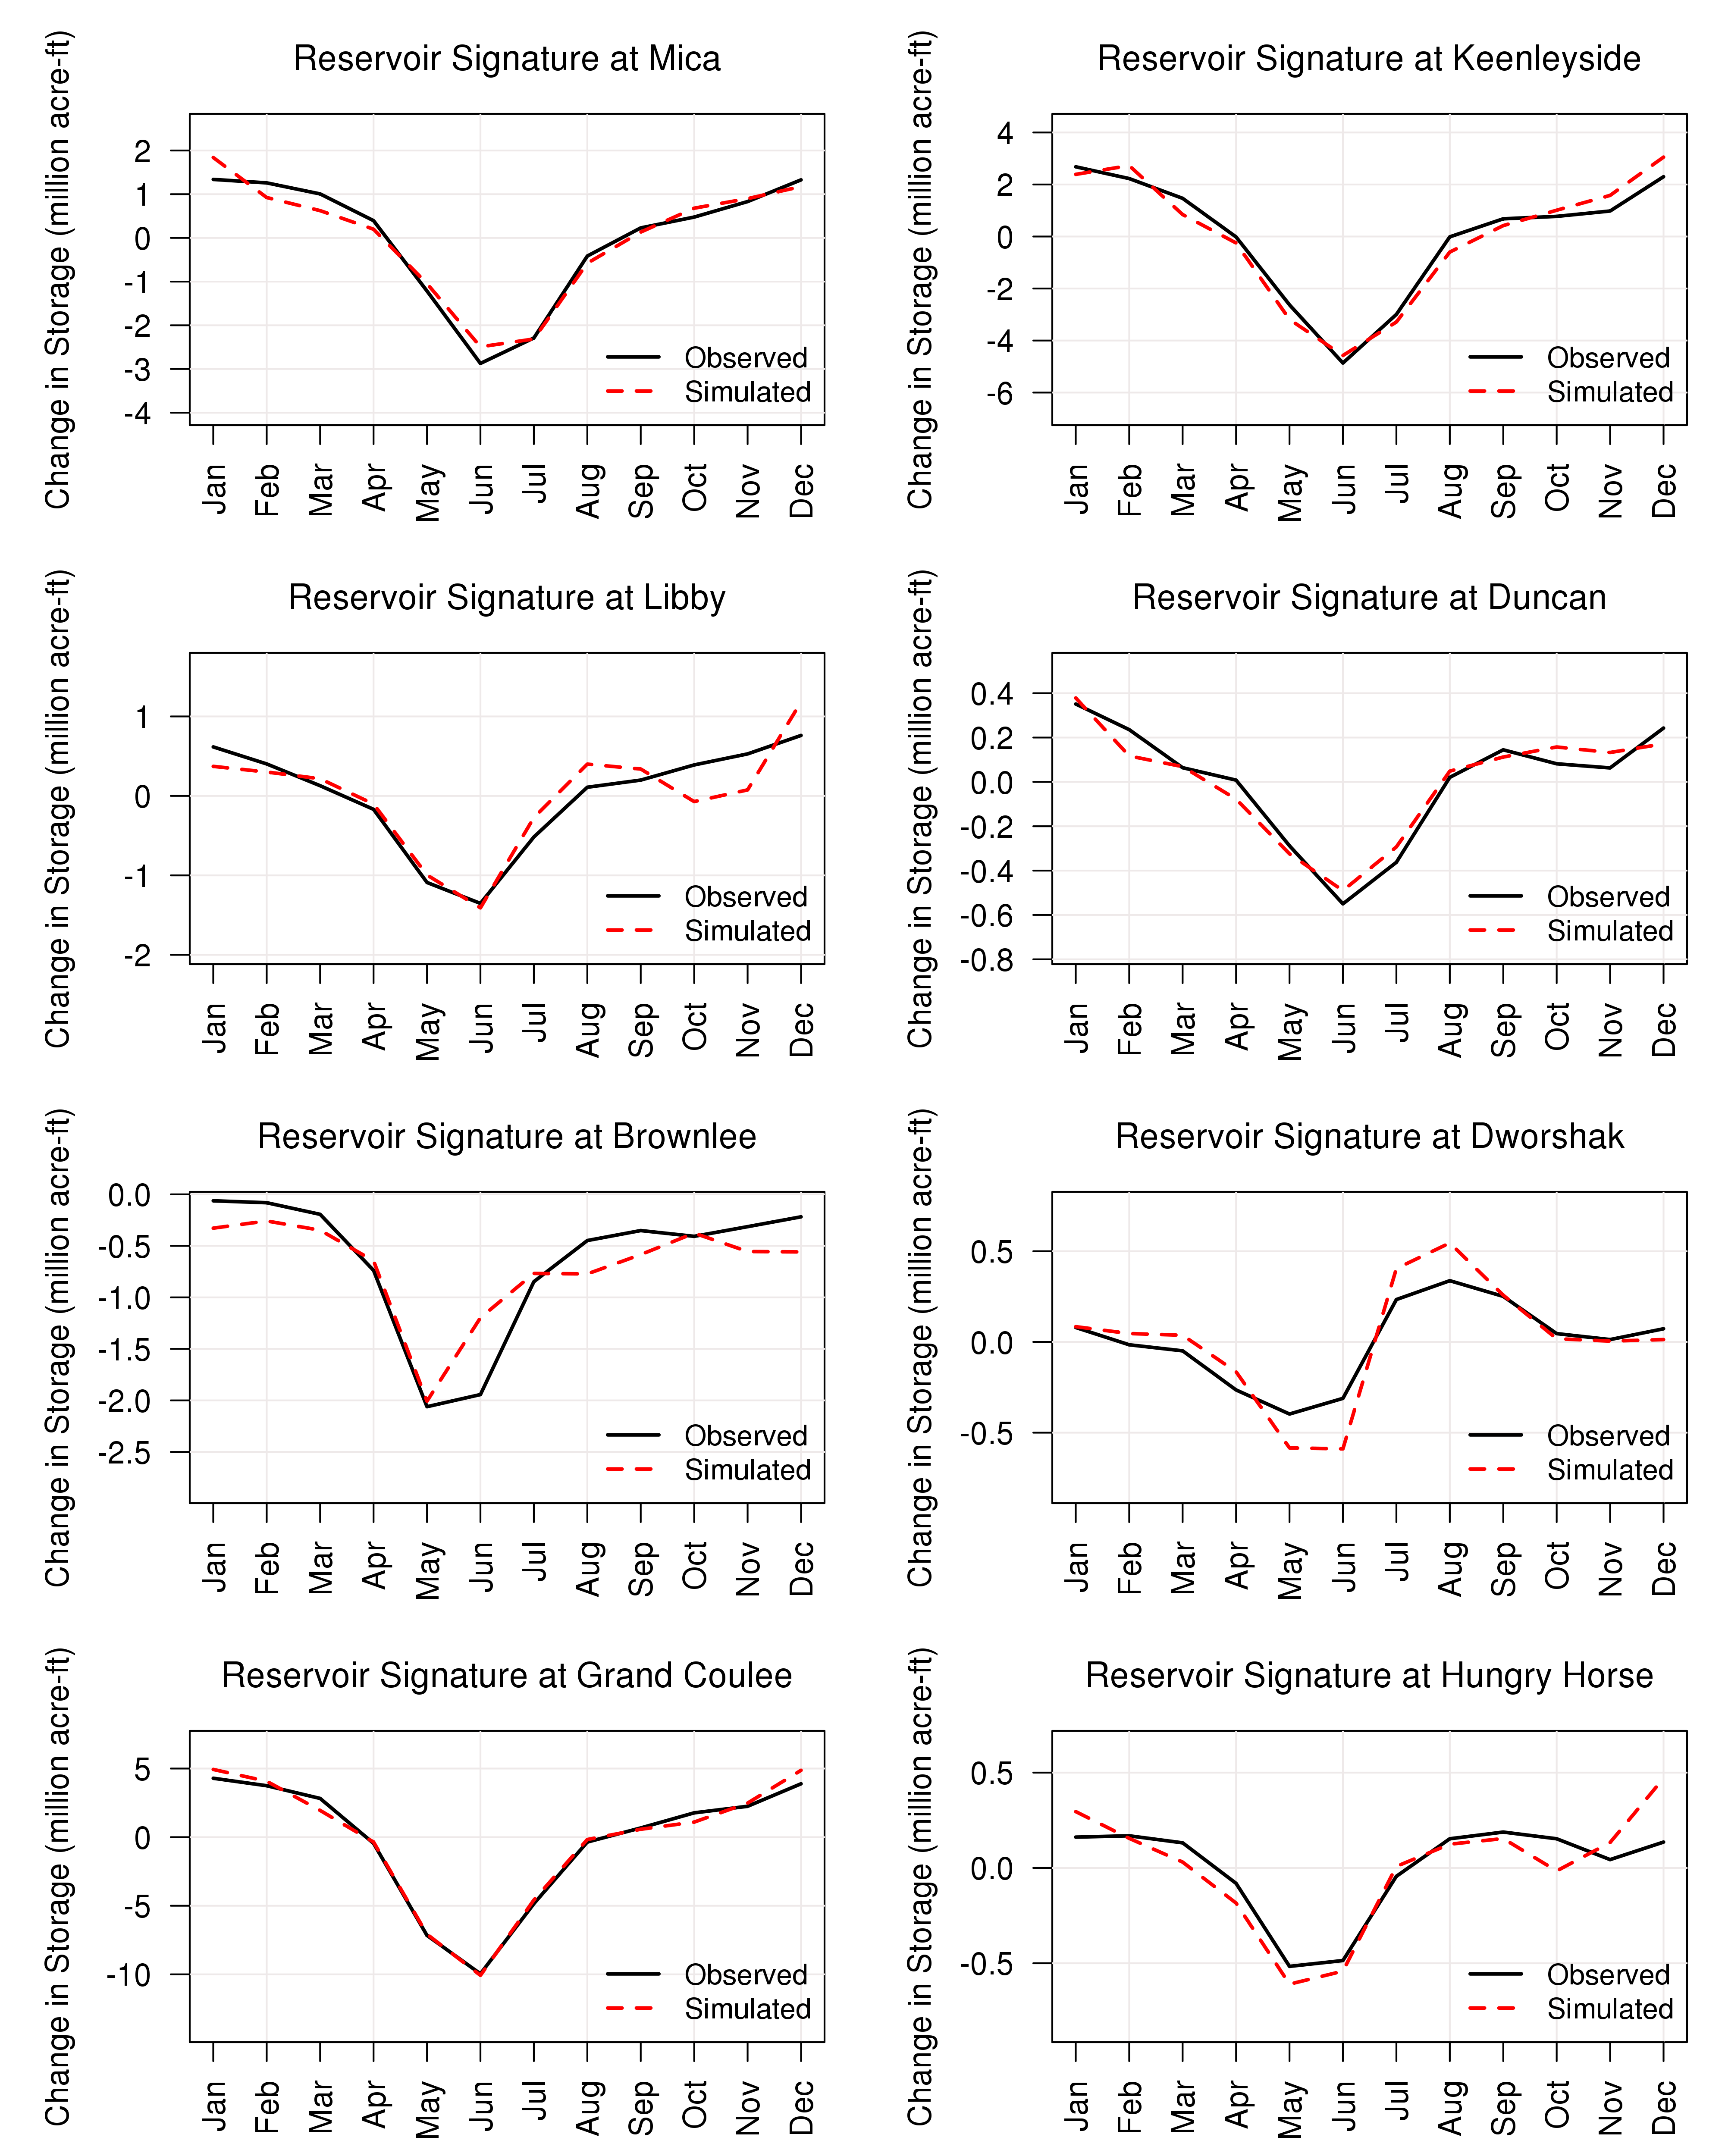 Reservoir Signature at Mica
Change in Storage (million acre-ft)
2
1
0
-1
-2
-3
-4
Observed
Simulated
Jan Feb Mar Apr May Jun Jul Aug Sep Oct Nov Dec
Reservoir Signature at Keenleyside
Change in Storage (million acre-ft)
4
2
0
-2
-4
-6
Observed
Simulated
Jan Feb Mar Apr May Jun Jul Aug Sep Oct Nov Dec
Reservoir Signature at Libby
Change in Storage (million acre-ft)
1
0
-1
-2
Observed
Simulated
Jan Feb Mar Apr May Jun Jul Aug Sep Oct Nov Dec
Reservoir Signature at Duncan
Change in Storage (million acre-ft)
0.4
0.2
0.0
-0.2
-0.4
-0.6
-0.8
Observed
Simulated
Jan Feb Mar Apr May Jun Jul Aug Sep Oct Nov Dec
Reservoir Signature at Brownlee
Change in Storage (million acre-ft)
0.0
-0.5
-1.0
-1.5
-2.0
-2.5
Observed
Simulated
Jan Feb Mar Apr May Jun Jul Aug Sep Oct Nov Dec
Reservoir Signature at Dworshak
Change in Storage (million acre-ft)
0.5
0.0
-0.5
Observed
Simulated
Jan Feb Mar Apr May Jun Jul Aug Sep Oct Nov Dec
Reservoir Signature at Grand Coulee
Change in Storage (million acre-ft)
5
0
-5
-10
Observed
Simulated
Jan Feb Mar Apr May Jun Jul Aug Sep Oct Nov Dec
Reservoir Signature at Hungry Horse
Change in Storage (million acre-ft)
0.5
0.0
-0.5
Observed
Simulated
Jan Feb Mar Apr May Jun Jul Aug Sep Oct Nov Dec